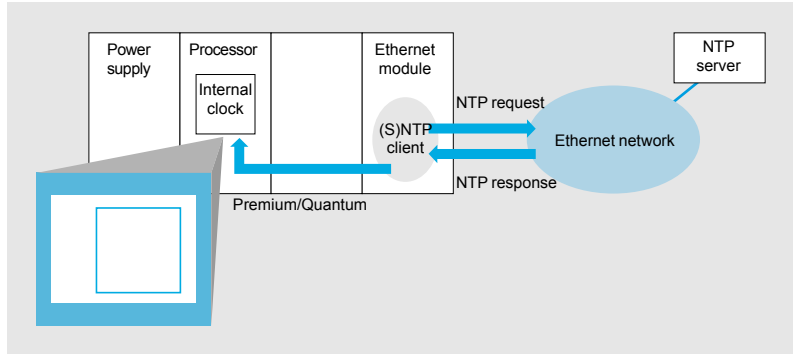 Power
supply
Processor
Ethernet
module
NTP
server
Internal
clock
NTP request
(S)NTP
client
Ethernet network
NTP response
Premium/Quantum